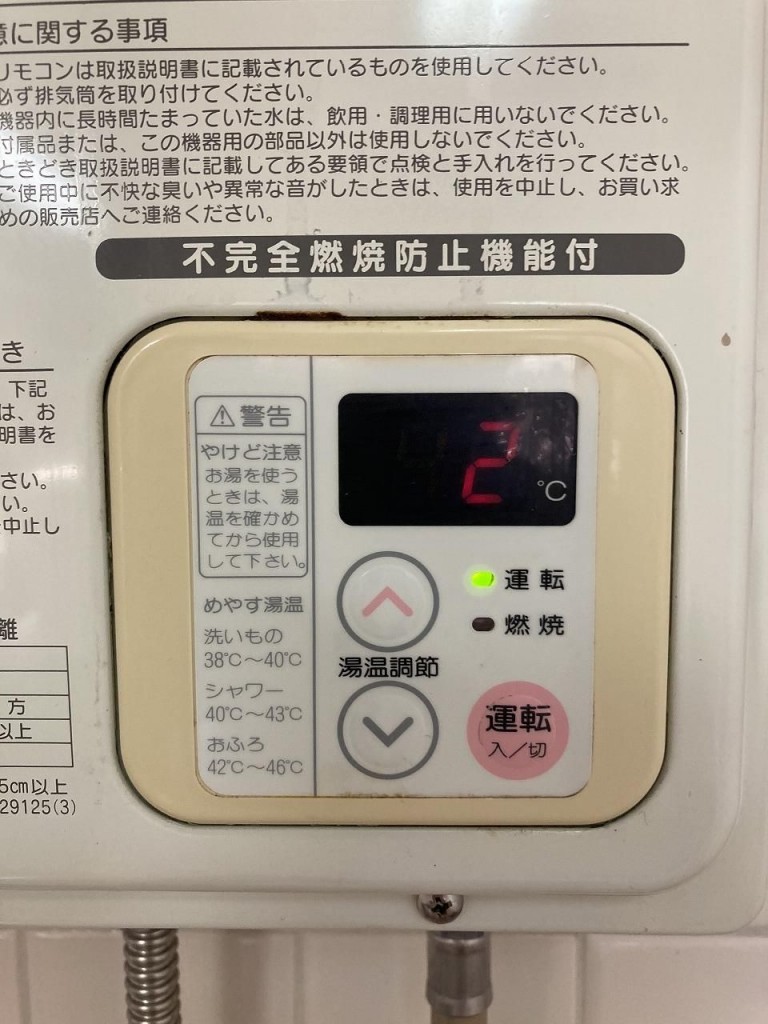 意に関する事項
リモコンは取扱説明書に記載されているものを使用してください。
必ず排気筒を取り付けてください。
機器内に長時間たまっていた水は、飲用・調理用に用いないでください。
付属品または、この機器用の部品以外は使用しないでください。
ときどき取扱説明書に記載してある要領で点検と手入れを行ってください。
ご使用中に不快な臭いや異常な音がしたときは、使用を中止し、お買い求
めの販売店へご連絡ください。
不完全燃焼防止機能付
き
下記
は、お
明書を
さい。
い。
中止し
離
方
以上
5cm以上
29125(3)
警告
やけど注意
お湯を使う
ときは、湯
温を確かめ
てから使用
して下さい。
めやす湯温
洗いもの
38℃〜40℃
シャワー
40℃〜43℃
おふろ
42℃〜46℃
2
℃
運転
燃焼
湯温調節
運転
入／切